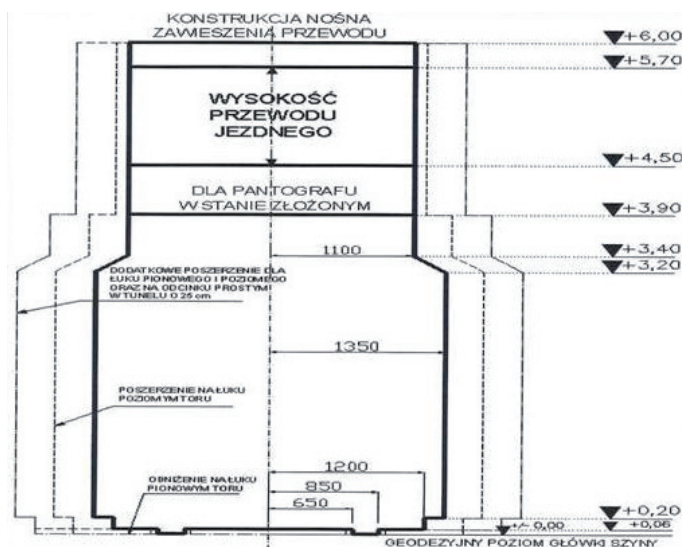 KONSTRUKCJA NOŚNA
ZAWIESZENIA PRZEWODU
+6,00
+5,70
WYSOKOŚĆ
PRZEWODU
JEZDNEGO
+4,50
DLA PANTOGRAFU
W STANIE ZŁOŻONYM
+3,90
1100
+3,40
+3,20
DODATKOWE POSZERZENIE DLA
ŁUKU PIONOWEGO I POZIOMEGO
ORAZ NA ODCINKU PROSTYM
W TUNELU O 25 cm
1350
POSZERZENIE NA ŁUKU
POZIOMYM TORU
1200
OBNIŻENIE NA ŁUKU
PIONOWYM TORU
850
650
+0,20
+/- 0,00
+0,06
GEODEZYJNY POZIOM GŁÓWKI SZYNY